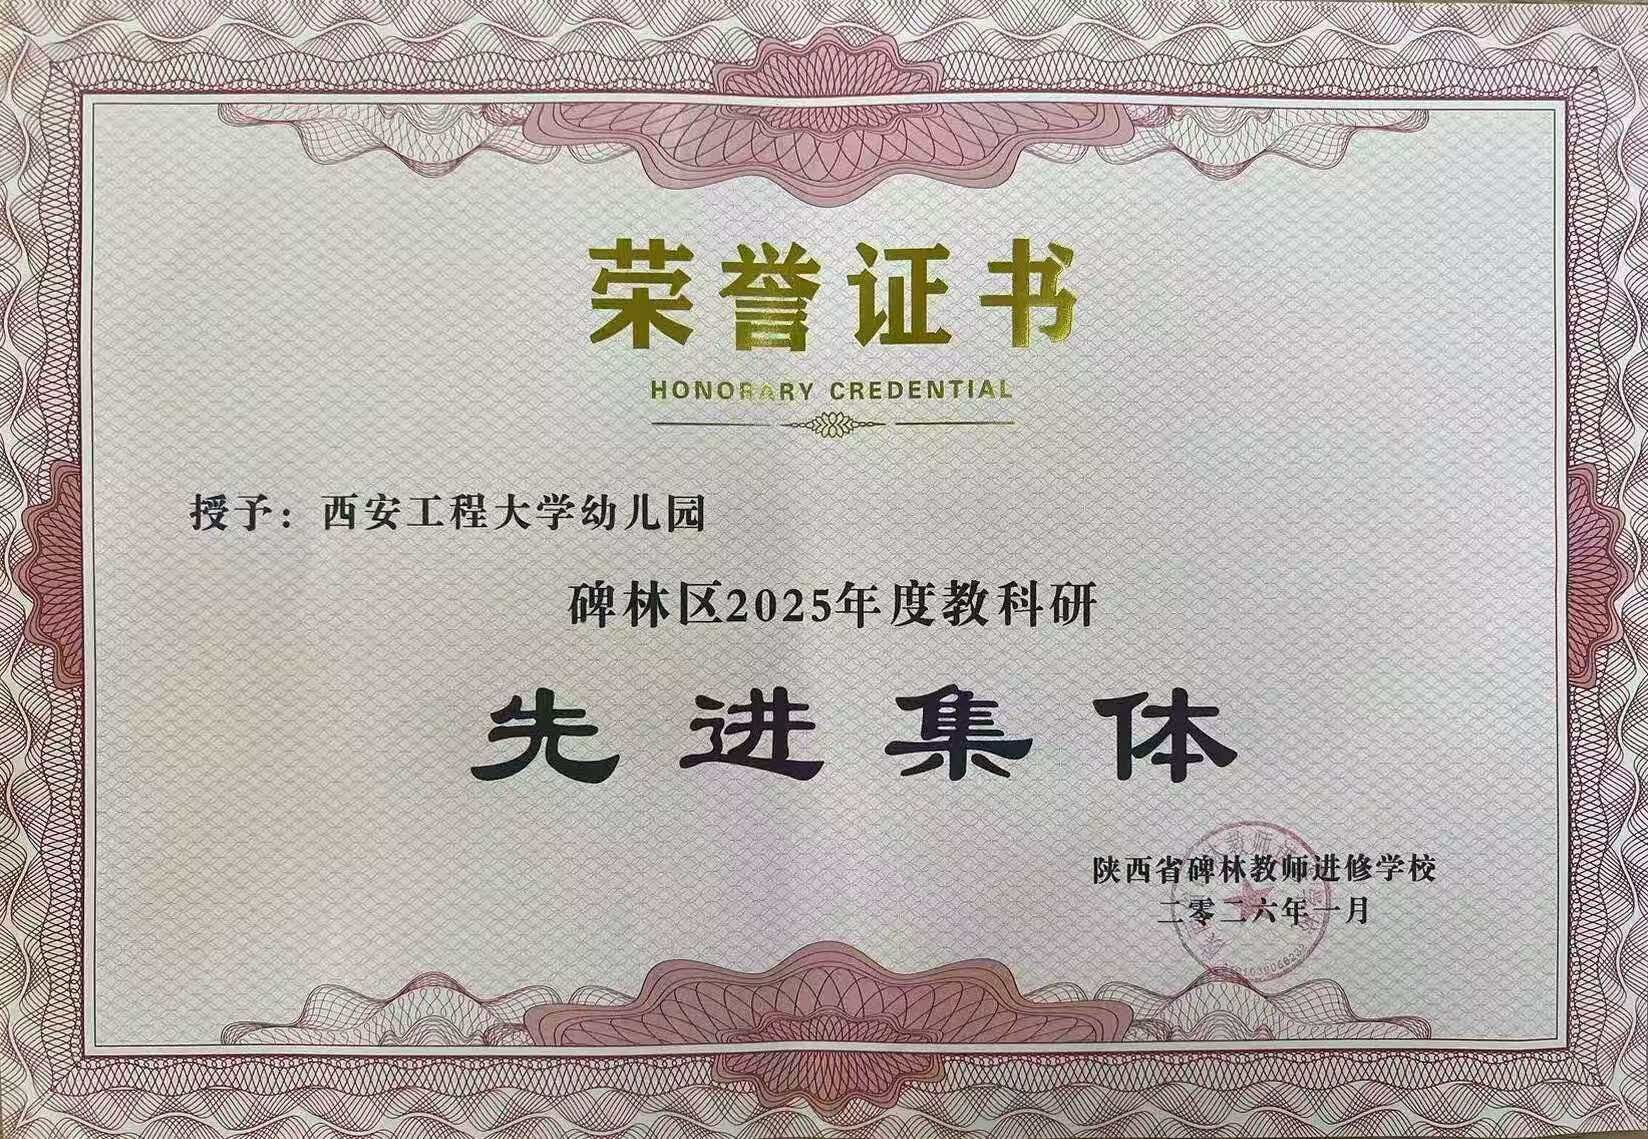 荣誉证书
HONORARY CREDENTIAL
授予：西安工程大学幼儿园
碑林区2025年度教科研
先进集体
陕西省碑林教师进修学校
二零二六年一月